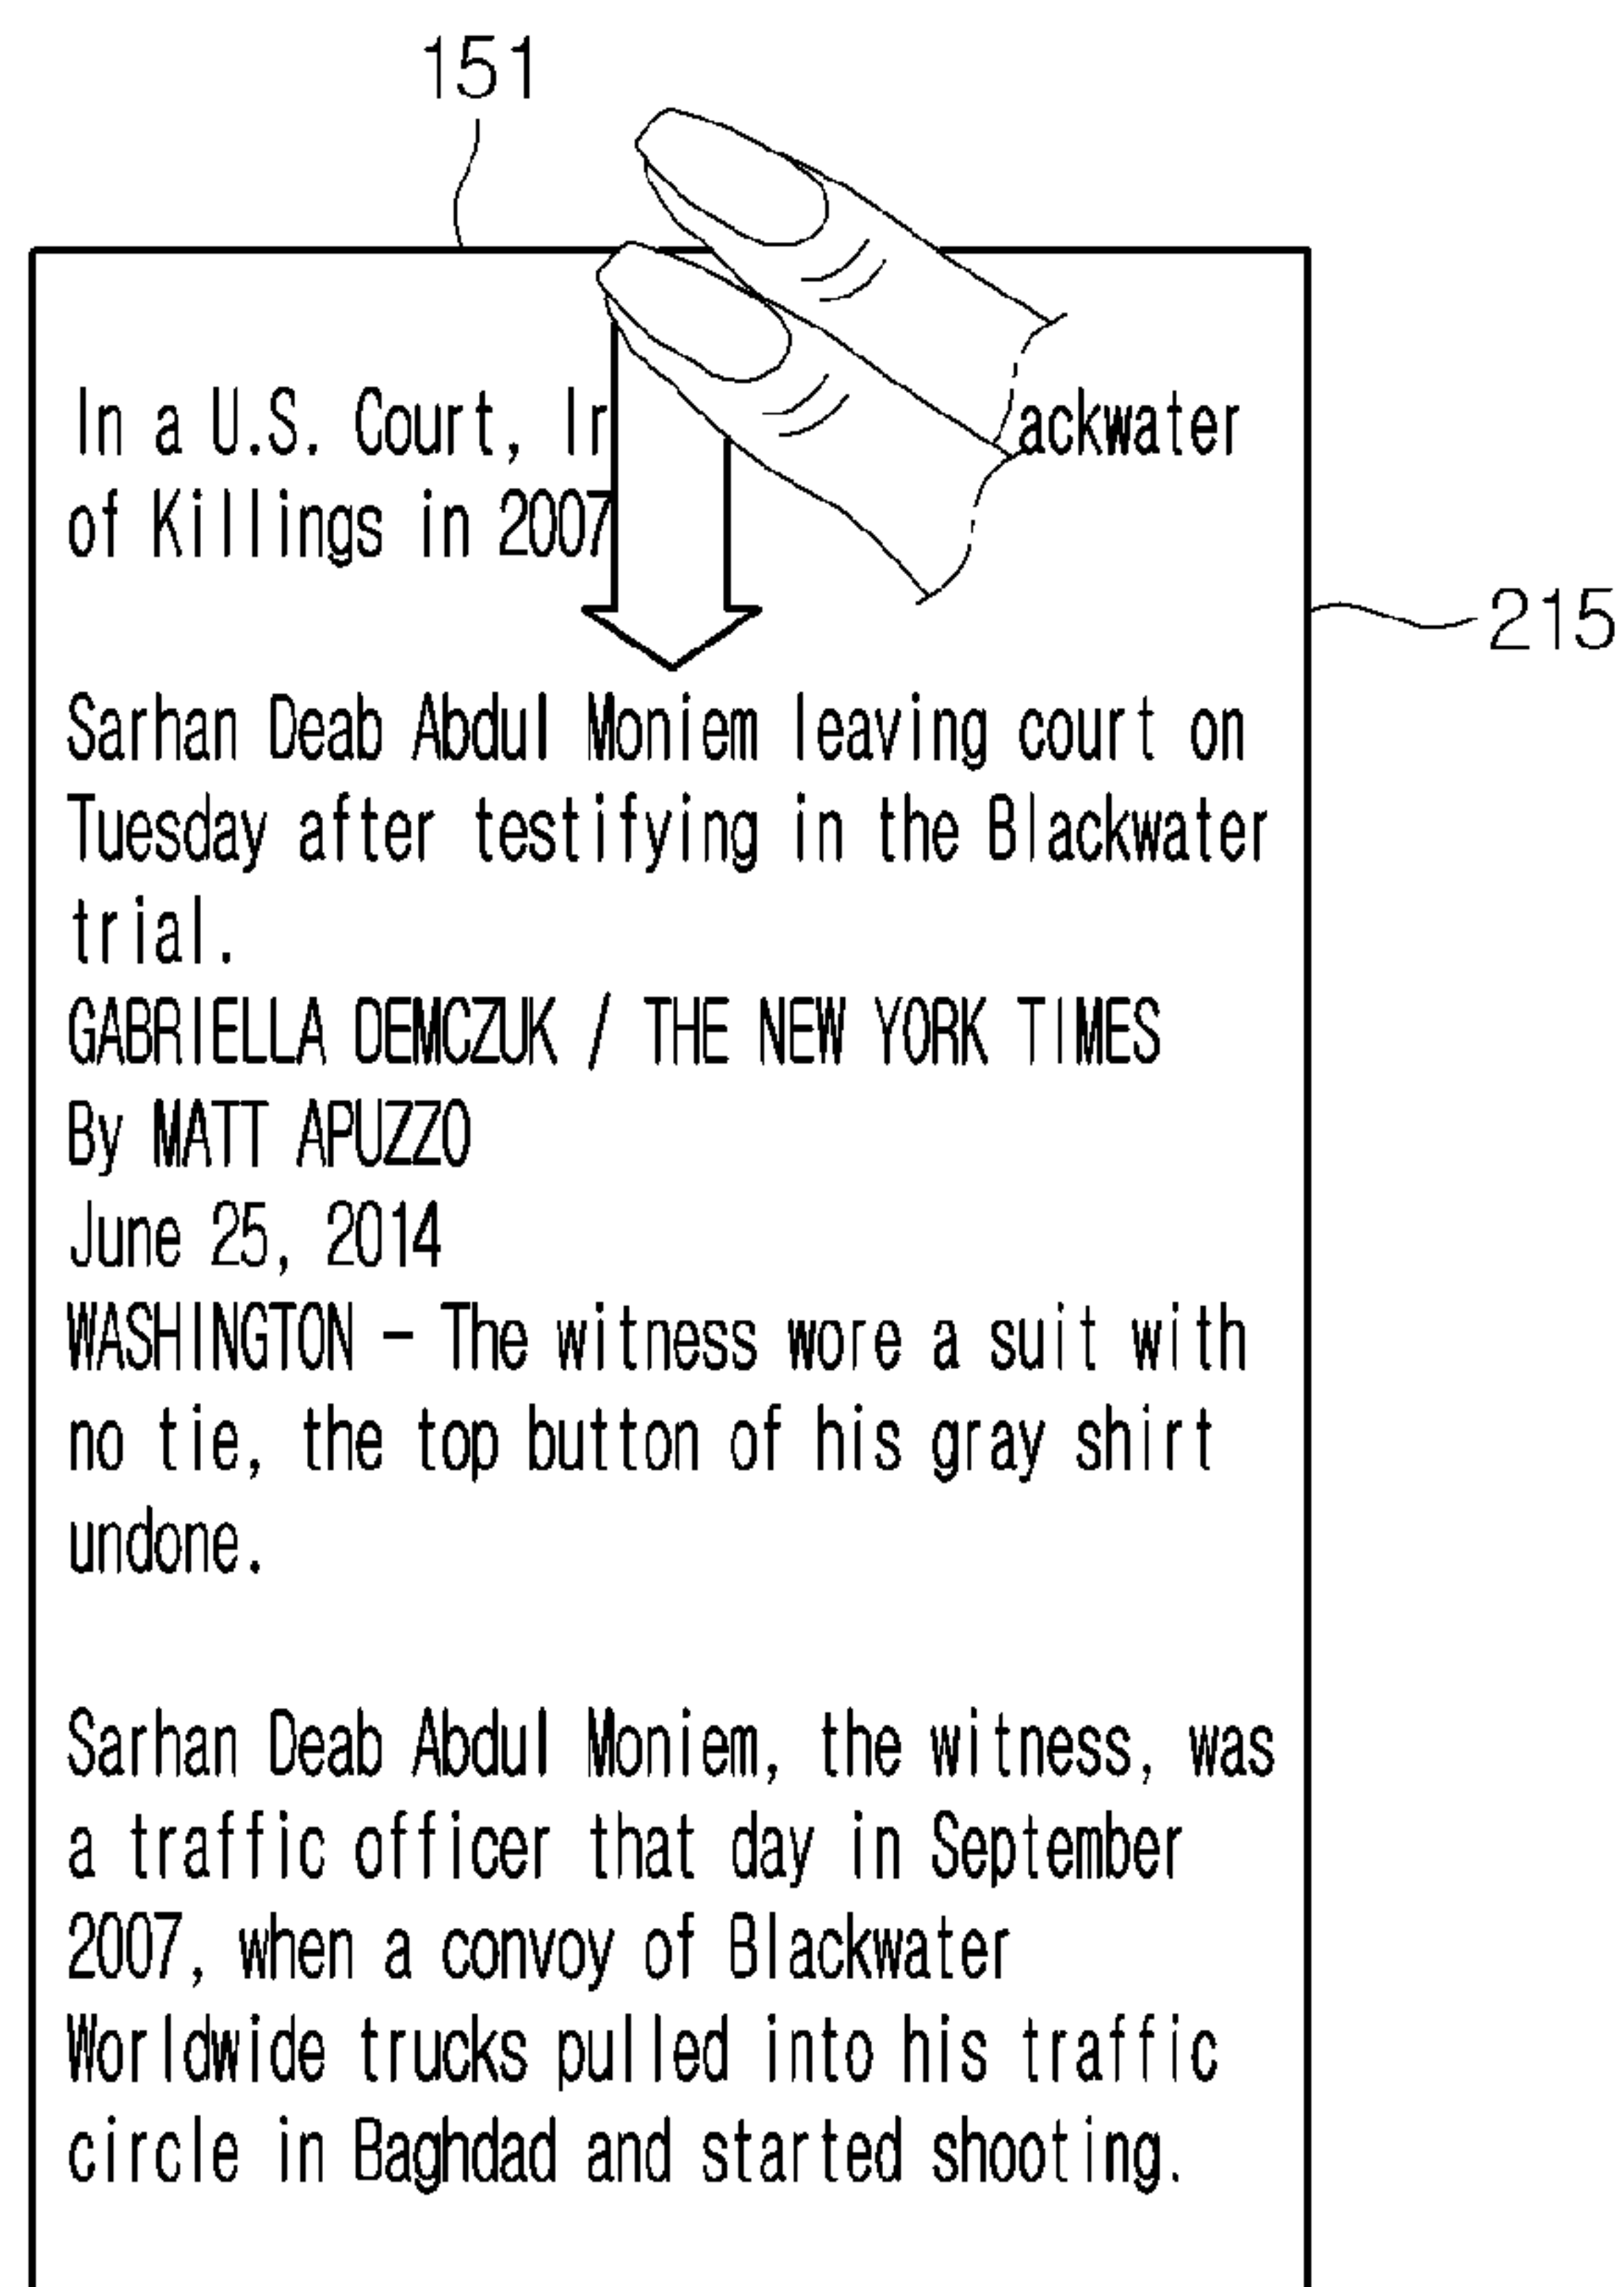 151
In a U.S. Court, Ir ackwater
of Killings in 2007
215
Sarhan Deab Abdul Moniem leaving court on
Tuesday after testifying in the Blackwater
trial.
GABRIELLA DEMCZUK / THE NEW YORK TIMES
By MATT APUZZO
June 25, 2014
WASHINGTON – The witness wore a suit with
no tie, the top button of his gray shirt
undone.
Sarhan Deab Abdul Moniem, the witness, was
a traffic officer that day in September
2007, when a convoy of Blackwater
Worldwide trucks pulled into his traffic
circle in Baghdad and started shooting.